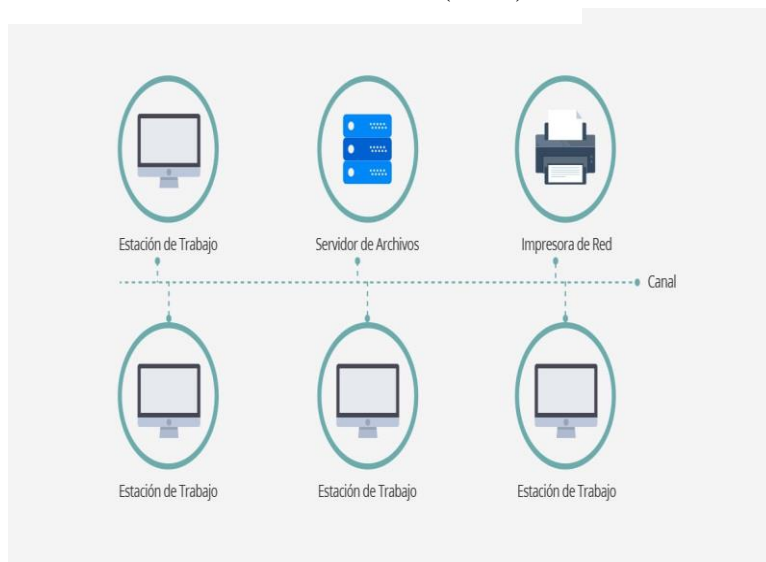 Estación de Trabajo
Servidor de Archivos
Impresora de Red
Canal
Estación de Trabajo
Estación de Trabajo
Estación de Trabajo